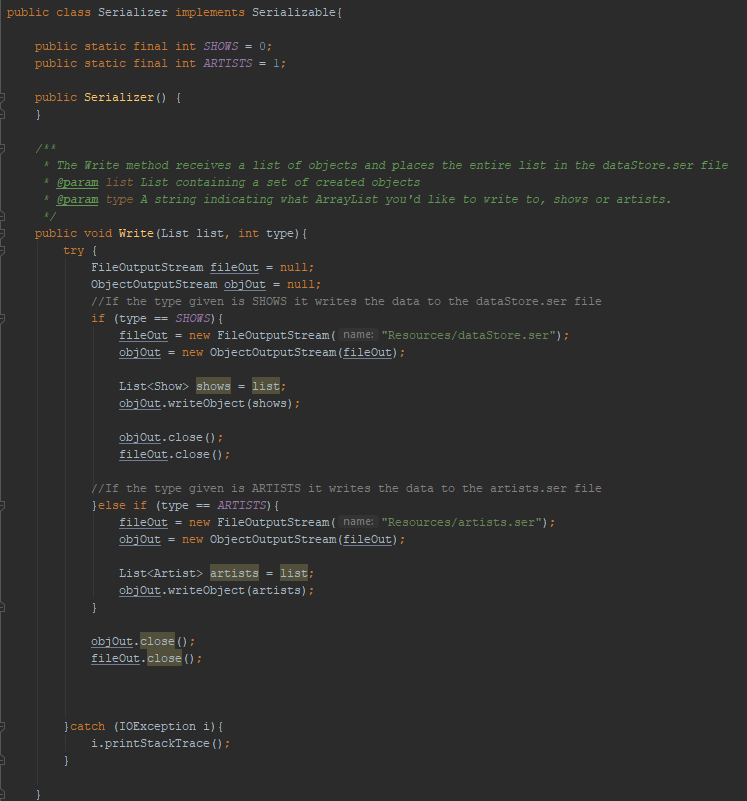 public class Serializer implements Serializable{
public static final int SHOWS = 0;
public static final int ARTISTS = 1;
public Serializer() {
}
/**
* The Write method receives a list of objects and places the entire list in the dataStore.ser file
* @param list List containing a set of created objects
* @param type A string indicating what ArrayList you'd like to write to, shows or artists.
*/
public void Write(List list, int type){
try {
FileOutputStream fileOut = null;
ObjectOutputStream objOut = null;
//If the type given is SHOWS it writes the data to the dataStore.ser file
if (type == SHOWS){
fileOut = new FileOutputStream( name: "Resources/dataStore.ser");
objOut = new ObjectOutputStream(fileOut);
List<Show> shows = list;
objOut.writeObject(shows);
objOut.close();
fileOut.close();
//If the type given is ARTISTS it writes the data to the artists.ser file
}else if (type == ARTISTS){
fileOut = new FileOutputStream( name: "Resources/artists.ser");
objOut = new ObjectOutputStream(fileOut);
List<Artist> artists = list;
objOut.writeObject(artists);
}
objOut.close();
fileOut.close();
}catch (IOException i){
i.printStackTrace();
}
}